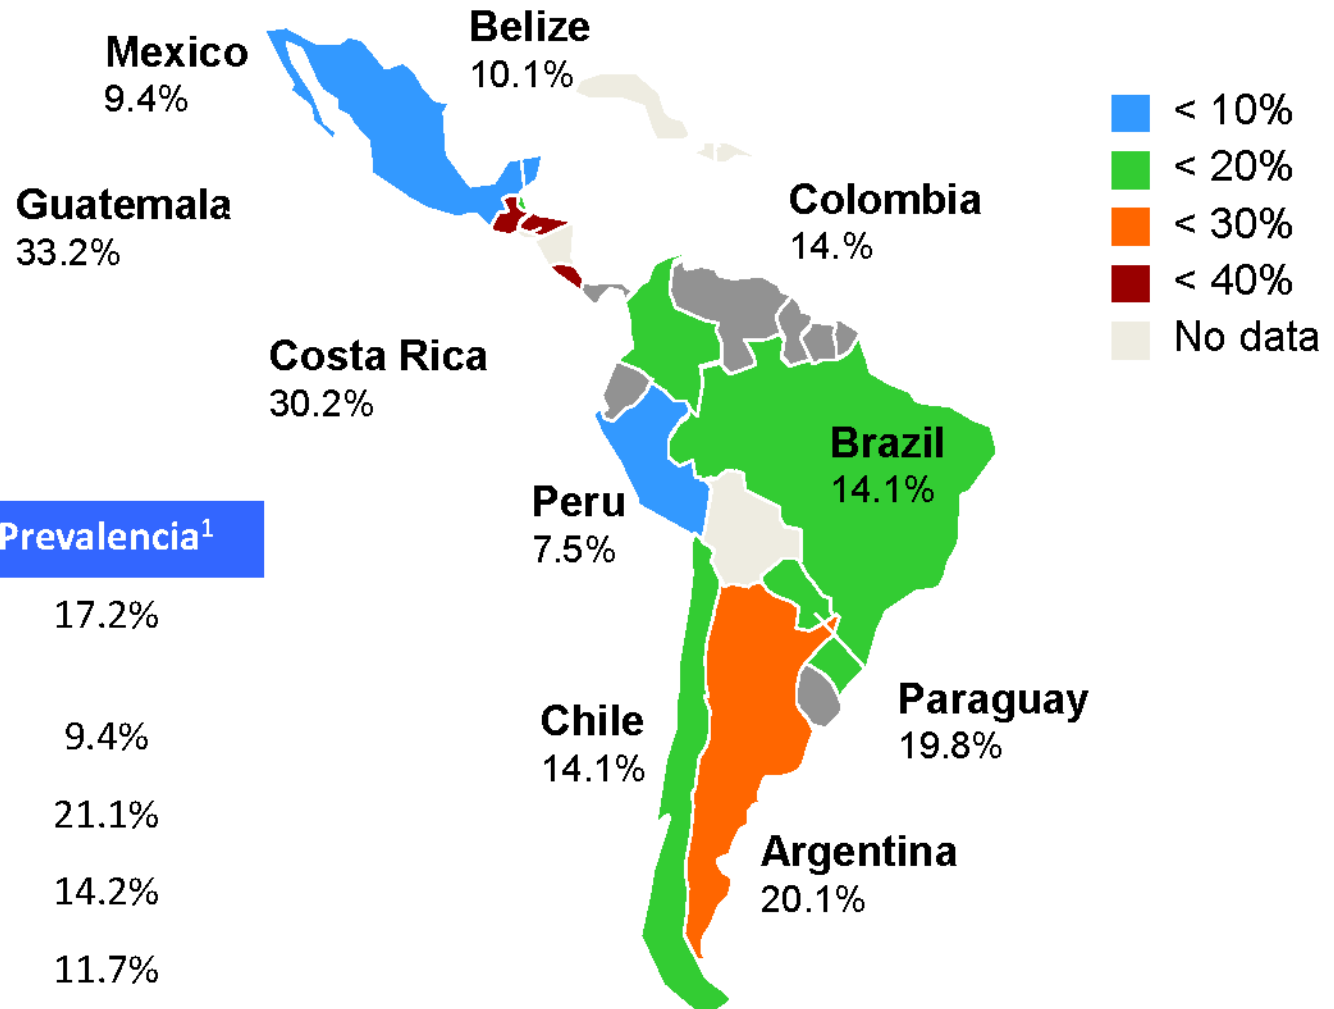 Belize
10.1%
Mexico
9.4%
< 10%
< 20%
< 30%
< 40%
No data
Guatemala
33.2%
Colombia
14.%
Costa Rica
30.2%
Brazil
14.1%
Peru
7.5%
Prevalencia1
17.2%
9.4%
21.1%
14.2%
11.7%
Chile
14.1%
Paraguay
19.8%
Argentina
20.1%